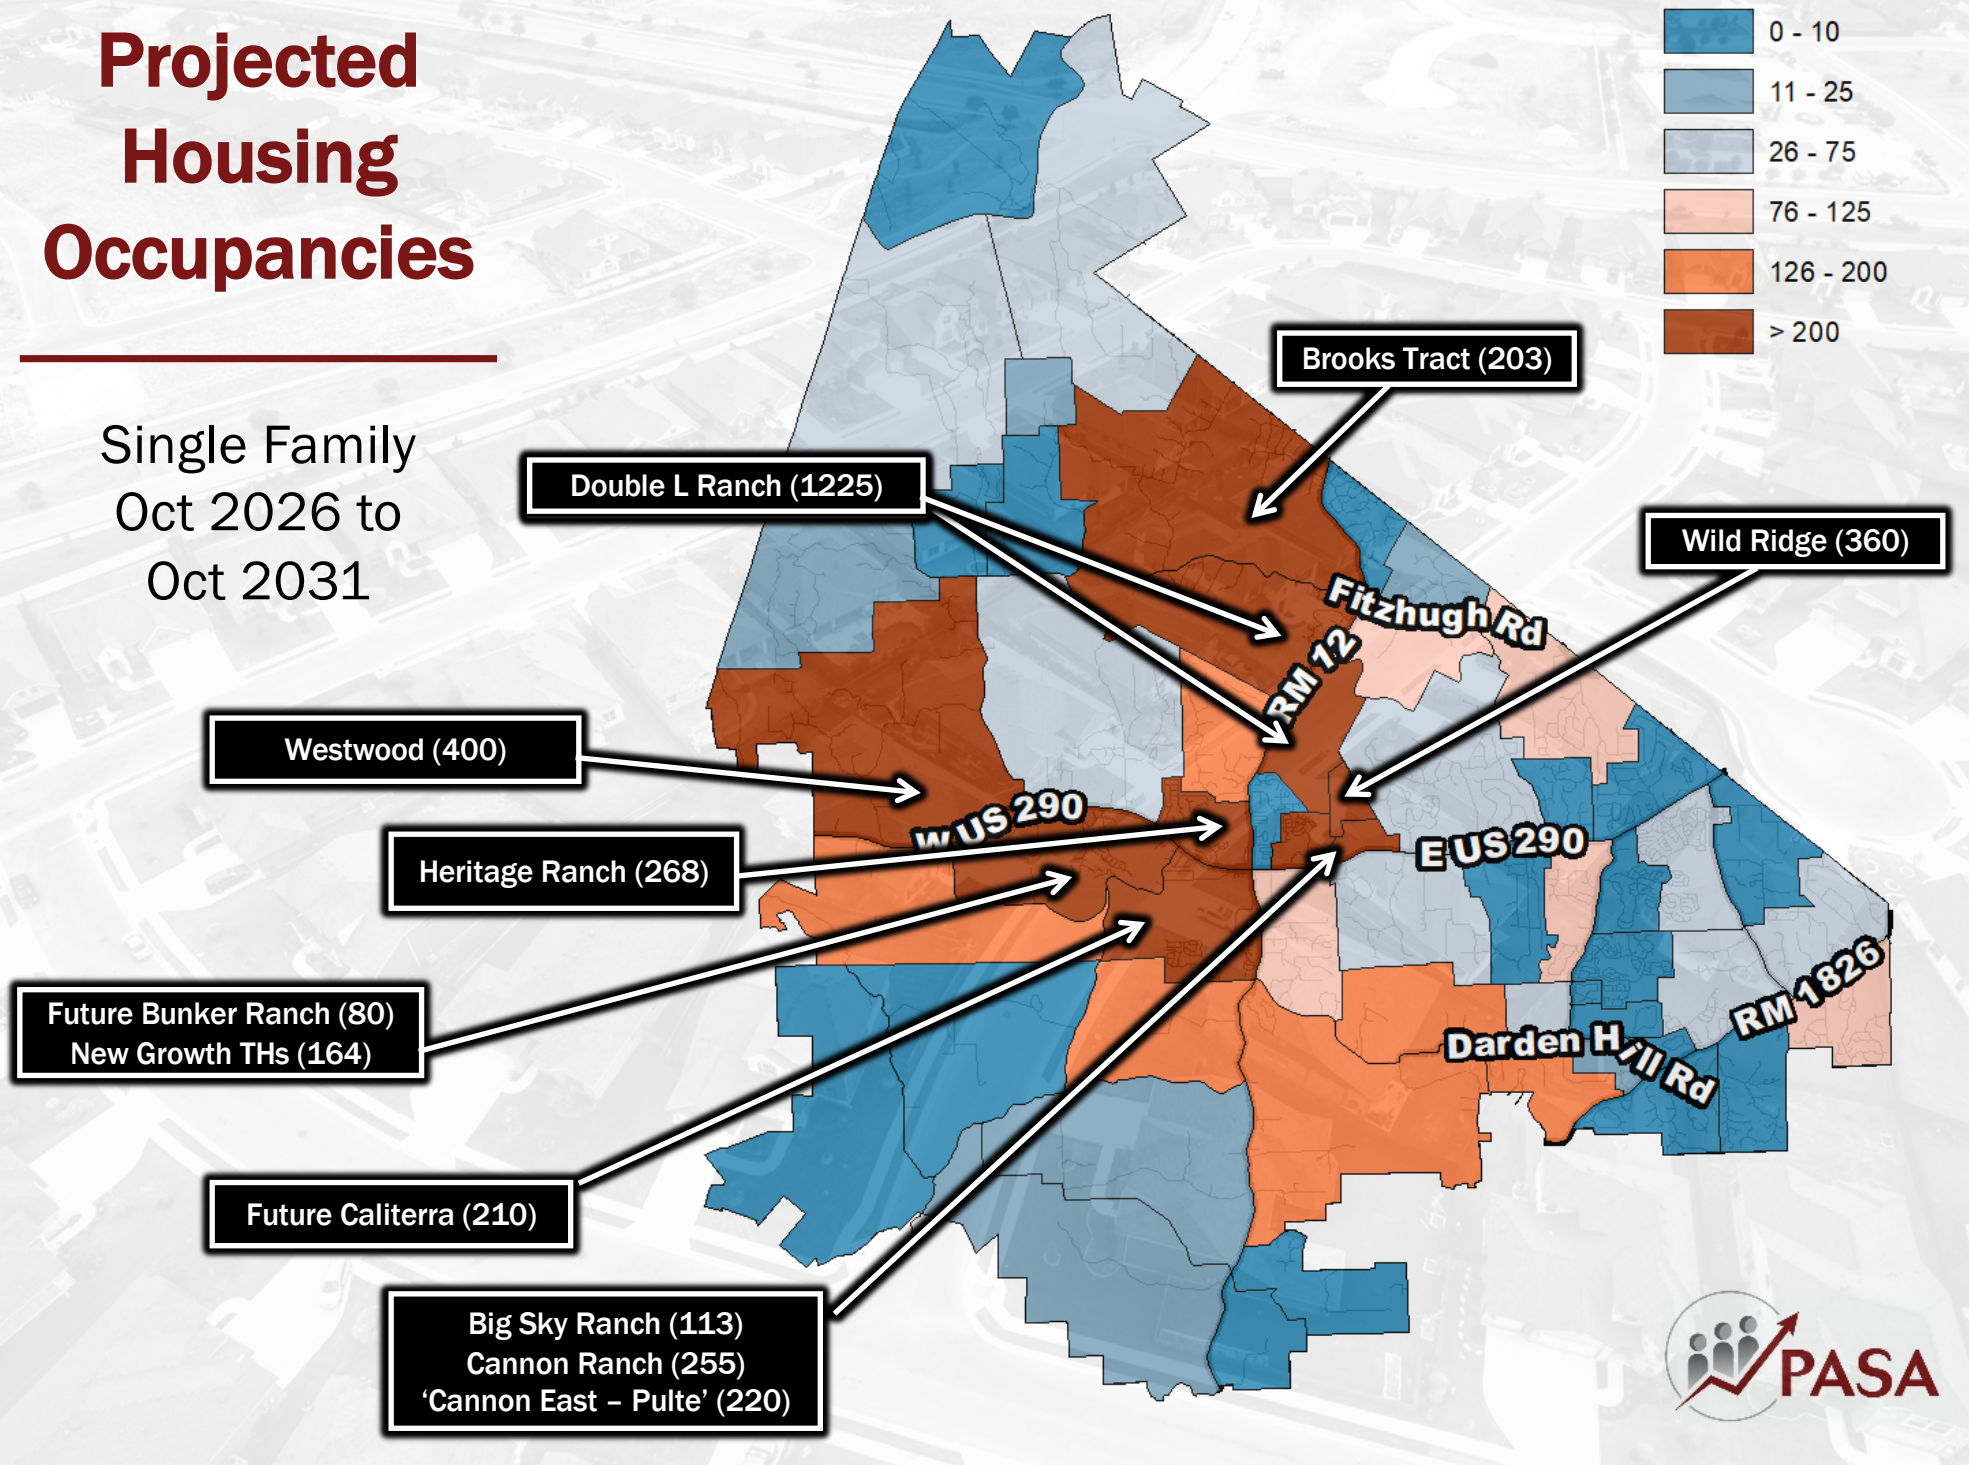 Projected
Housing
Occupancies
Single Family
Oct 2026 to
Oct 2031
0 - 10
11 - 25
26 - 75
76 - 125
126 - 200
> 200
Brooks Tract (203)
Double L Ranch (1225)
Wild Ridge (360)
Fitzhugh Rd
RM 12
Westwood (400)
W US 290
E US 290
Heritage Ranch (268)
RM 1826
Future Bunker Ranch (80)
New Growth THs (164)
Darden Hill Rd
Future Caliterra (210)
Big Sky Ranch (113)
Cannon Ranch (255)
‘Cannon East – Pulte’ (220)
PASA